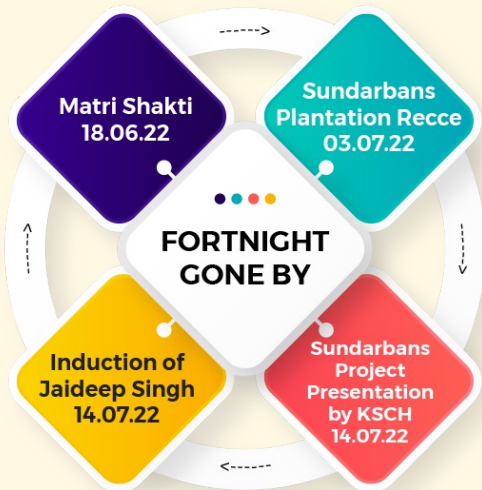 Matri Shakti
18.06.22
Sundarbans
Plantation Recce
03.07.22
FORTNIGHT
GONE BY
Induction of
Jaideep Singh
14.07.22
Sundarbans
Project
Presentation
by KSCH
14.07.22